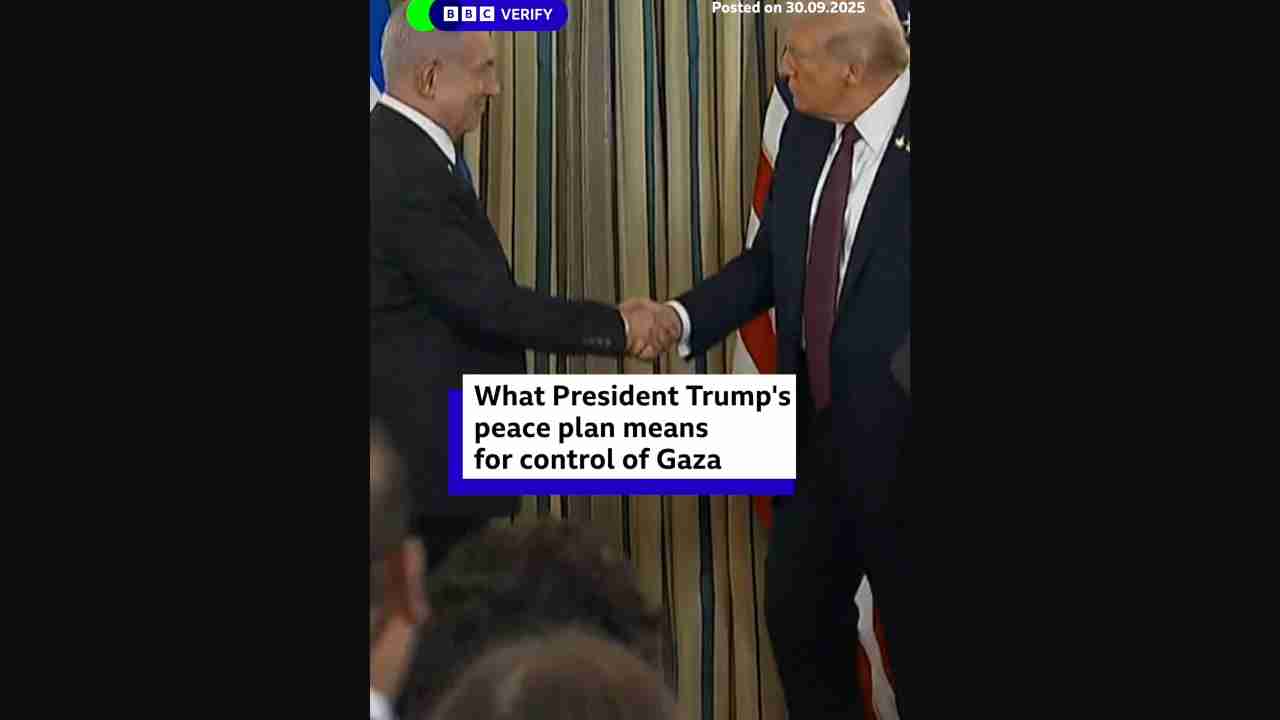 BBC VERIFY
Posted on 30.09.2025
What President Trump's
peace plan means
for control of Gaza